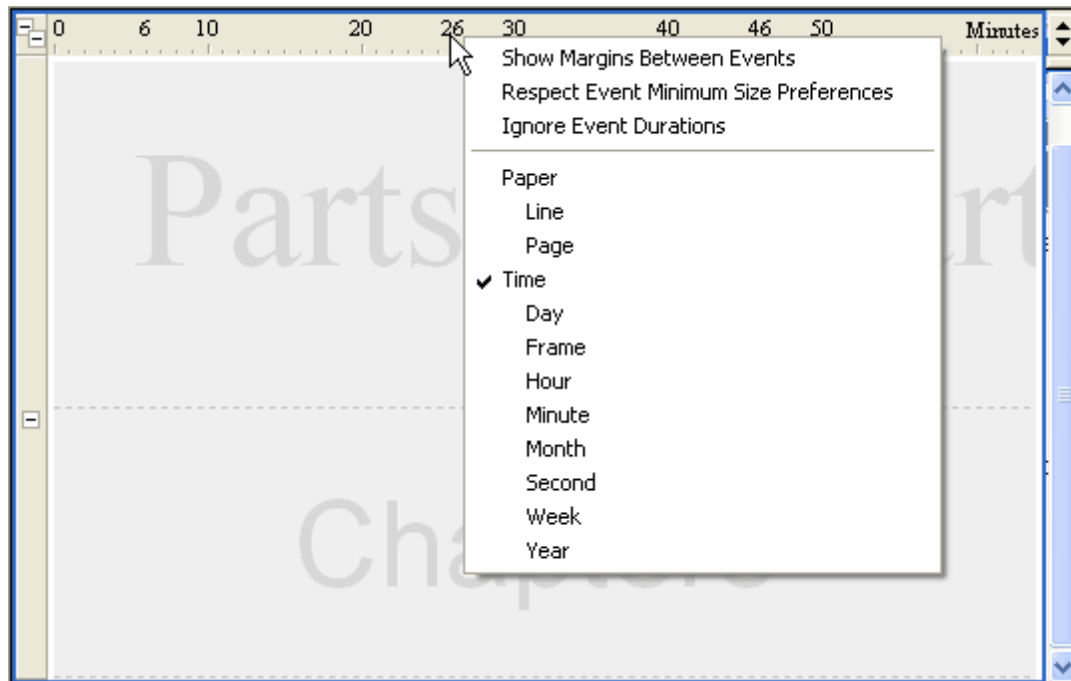 0 6 10 20 26 30 40 46 50 Minutes
Show Margins Between Events
Respect Event Minimum Size Preferences
Ignore Event Durations
Paper
Line
Page
Time
Day
Frame
Hour
Minute
Month
Second
Week
Year
Parts
Chapters